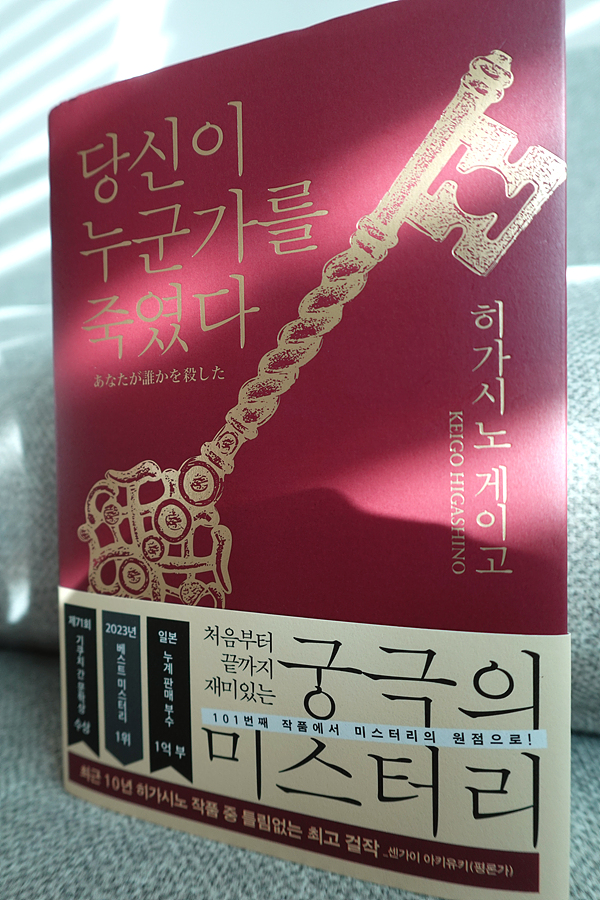 당신이
누군가를
죽였다
あなたが誰かを殺した
히가시노 게이고
KEIGO HIGASHINO
제71회
기쿠치 간 문학상
수상
2023년
베스트 미스터리
1위
일본
누계 판매 부수
1억 부
처음부터
끝까지
재미있는
궁극의
101번째 작품에서 미스터리의 원점으로!
미스터리
최근 10년 히가시노 작품 중 틀림없는 최고 걸작 _센가이 아키유키(평론가)